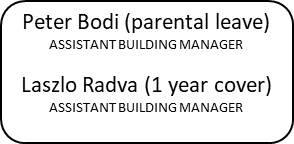 Peter Bodi (parental leave)
ASSISTANT BUILDING MANAGER
Laszlo Radva (1 year cover)
ASSISTANT BUILDING MANAGER